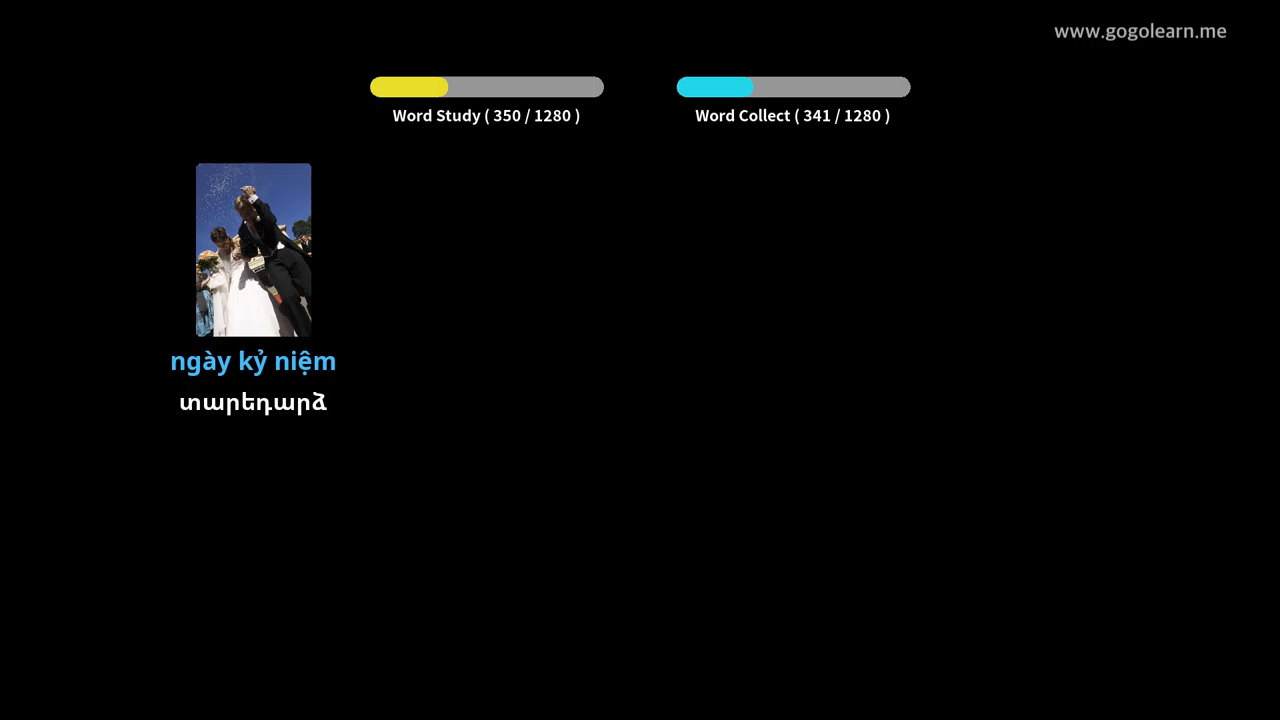 www.gogolearn.me
Word Study ( 350 / 1280 )
Word Collect ( 341 / 1280 )
ngày kỷ niệm
տարեդարձ